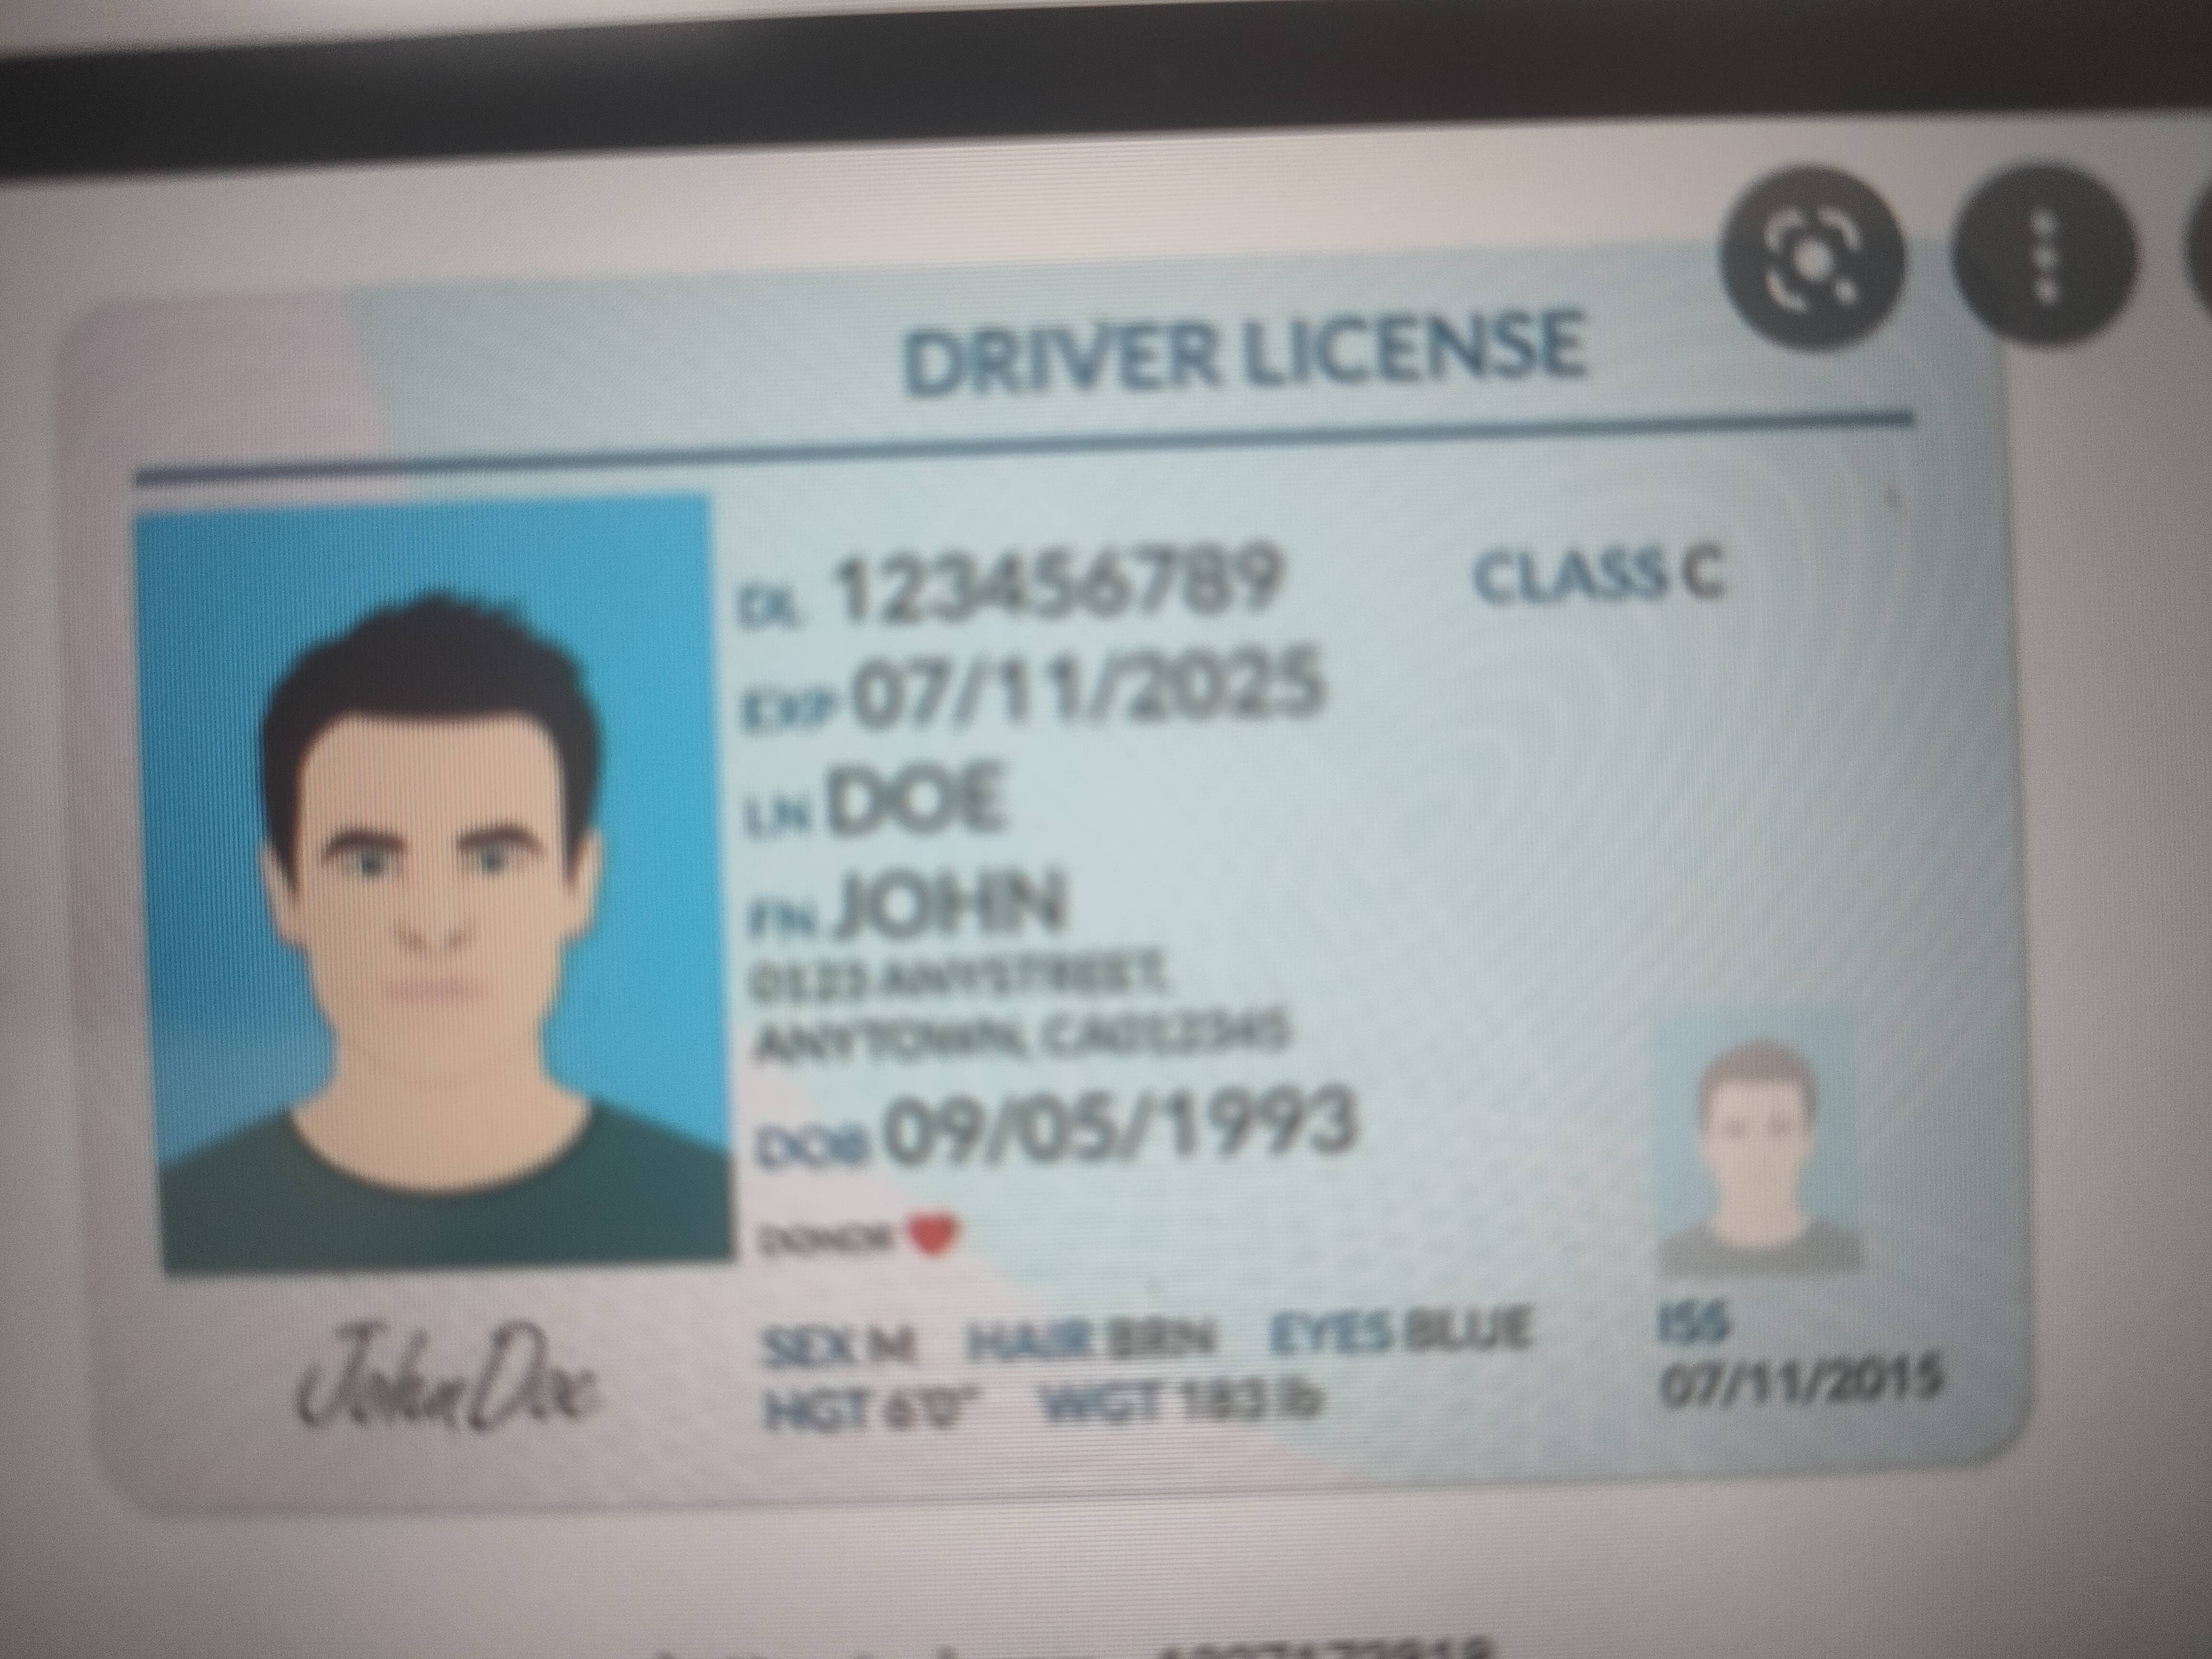 DRIVER LICENSE
DL 123456789 CLASS C
EXP 07/11/2025
LN DOE
FN JOHN
0123 ANYSTREET,
ANYTOWN, CA012345
DOB 09/05/1993
DONOR
SEX M HAIR BRN EYES BLUE
HGT 6'0" WGT 183 lb
ISS
07/11/2015
John Doe